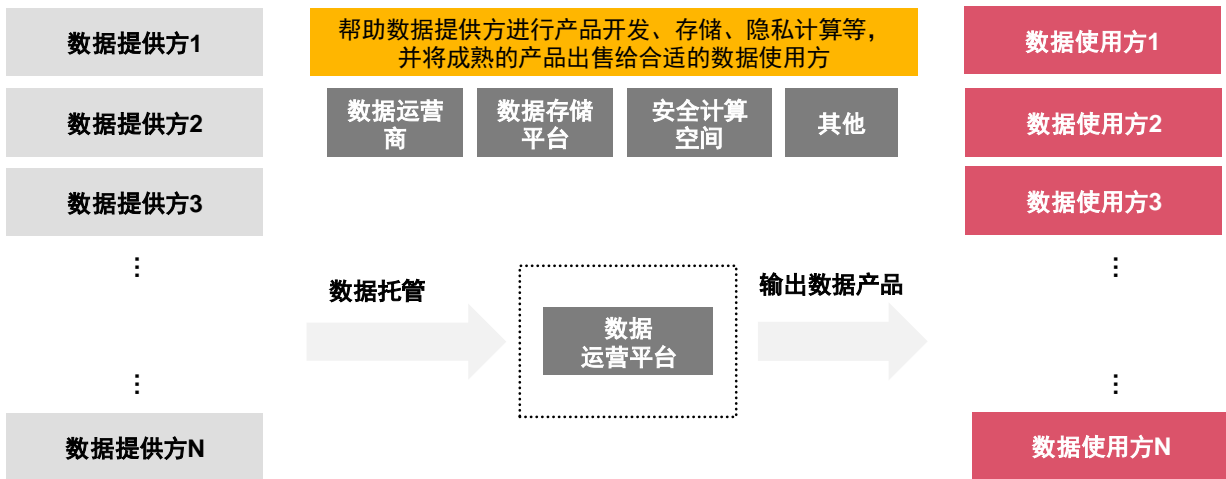 数据提供方1
数据提供方2
数据提供方3
⋮
⋮
数据提供方N
帮助数据提供方进行产品开发、存储、隐私计算等，
并将成熟的产品出售给合适的数据使用方
数据运营
商
数据存储
平台
安全计算
空间
其他
数据托管
数据
运营平台
输出数据产品
数据使用方1
数据使用方2
数据使用方3
⋮
⋮
数据使用方N